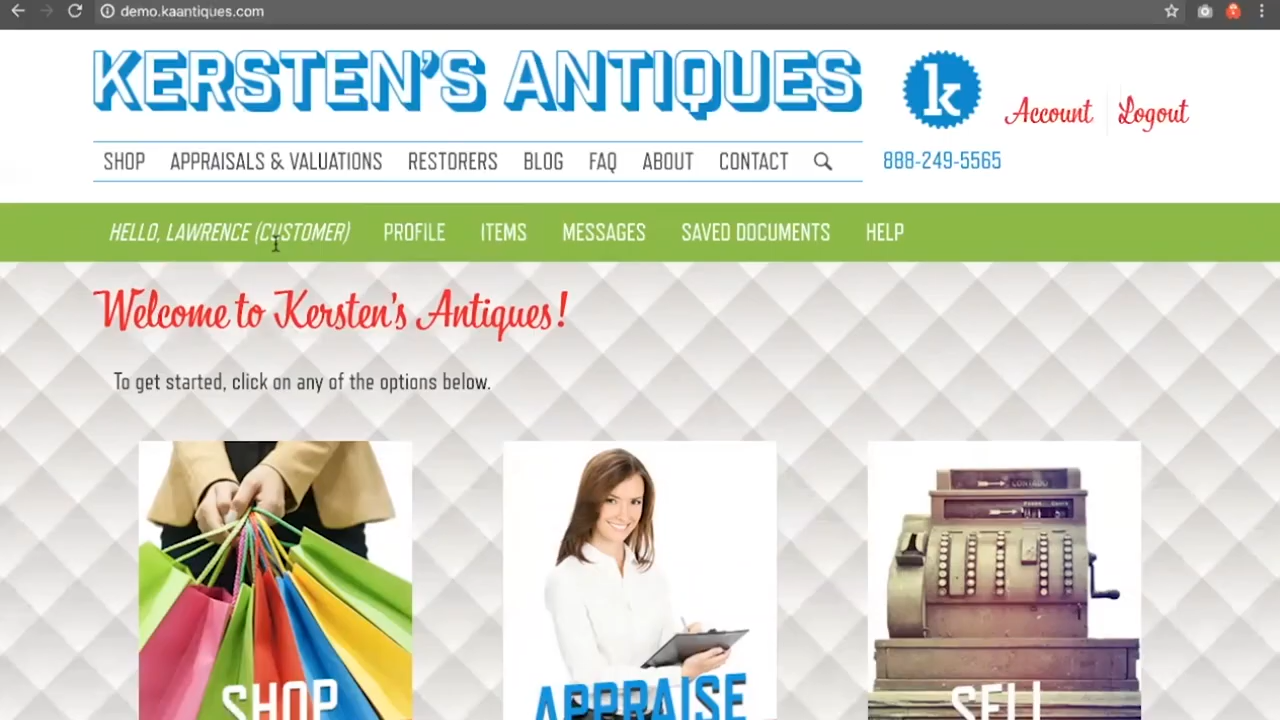 demo.kaantiques.com
KERSTEN'S ANTIQUES
k
Account Logout
SHOP APPRAISALS & VALUATIONS RESTORERS BLOG FAQ ABOUT CONTACT
888-249-5565
HELLO, LAWRENCE (CUSTOMER) PROFILE ITEMS MESSAGES SAVED DOCUMENTS HELP
Welcome to Kersten's Antiques!
To get started, click on any of the options below.
CONTADO
SHOP
APPRAISE
SELL